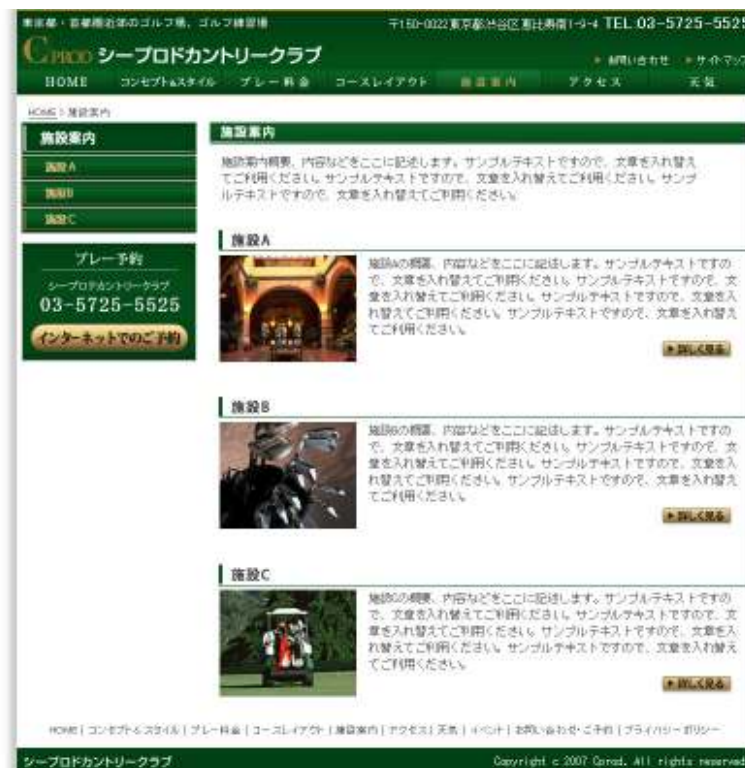 東京都・首都圏近郊のゴルフ場、ゴルフ練習場
〒150-0022 東京都渋谷区恵比寿南1-9-4 TEL 03-5725-5525
CPROD シープロドカントリークラブ
お問い合わせ サイトマップ
HOME コンセプト&スタイル プレー料金 コースレイアウト 施設案内 アクセス 天気
HOME > 施設案内
施設案内
施設A
施設B
施設C
プレー予約
シープロドカントリークラブ
03-5725-5525
インターネットでのご予約
施設案内
施設案内概要、内容などをここに記述します。サンプルテキストですので、文章を入れ替え
てご利用ください。サンプルテキストですので、文章を入れ替えてご利用ください。サンプ
ルテキストですので、文章を入れ替えてご利用ください。
施設A
施設Aの概要、内容などをここに記述します。サンプルテキストですの
で、文章を入れ替えてご利用ください。サンプルテキストですので、文
章を入れ替えてご利用ください。サンプルテキストですので、文章を入
れ替えてご利用ください。サンプルテキストですので、文章を入れ替え
てご利用ください。
詳しく見る
施設B
施設Bの概要、内容などをここに記述します。サンプルテキストですの
で、文章を入れ替えてご利用ください。サンプルテキストですので、文
章を入れ替えてご利用ください。サンプルテキストですので、文章を入
れ替えてご利用ください。サンプルテキストですので、文章を入れ替え
てご利用ください。
詳しく見る
施設C
施設Cの概要、内容などをここに記述します。サンプルテキストですの
で、文章を入れ替えてご利用ください。サンプルテキストですので、文
章を入れ替えてご利用ください。サンプルテキストですので、文章を入
れ替えてご利用ください。サンプルテキストですので、文章を入れ替え
てご利用ください。
詳しく見る
HOME | コンセプト&スタイル | プレー料金 | コースレイアウト | 施設案内 | アクセス | 天気 | イベント | お問い合わせ・ご予約 | プライバシーポリシー
シープロドカントリークラブ
Copyright c 2007 Cprod. All rights reserved